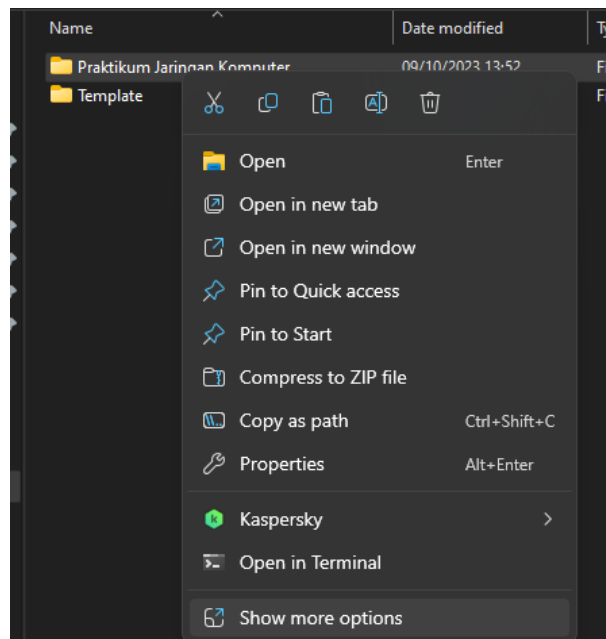 Name Date modified
Praktikum Jaringan Komputer 09/10/2023 13:52
Template
Open Enter
Open in new tab
Open in new window
Pin to Quick access
Pin to Start
Compress to ZIP file
Copy as path Ctrl+Shift+C
Properties Alt+Enter
Kaspersky
Open in Terminal
Show more options